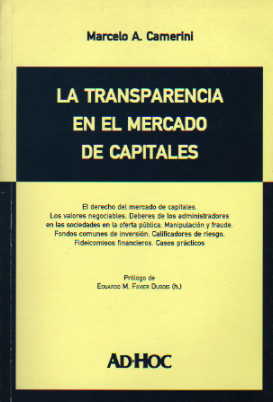 Marcelo A. Camerini
LA TRANSPARENCIA
EN EL MERCADO
DE CAPITALES
El derecho del mercado de capitales.
Los valores negociables. Deberes de los administradores
en las sociedades en la oferta pública. Manipulación y fraude.
Fondos comunes de inversión. Calificadores de riesgo.
Fideicomisos financieros. Casos prácticos
Prólogo de
EDUARDO M. FAVIER DUBOIS (h.)
AD-HOC